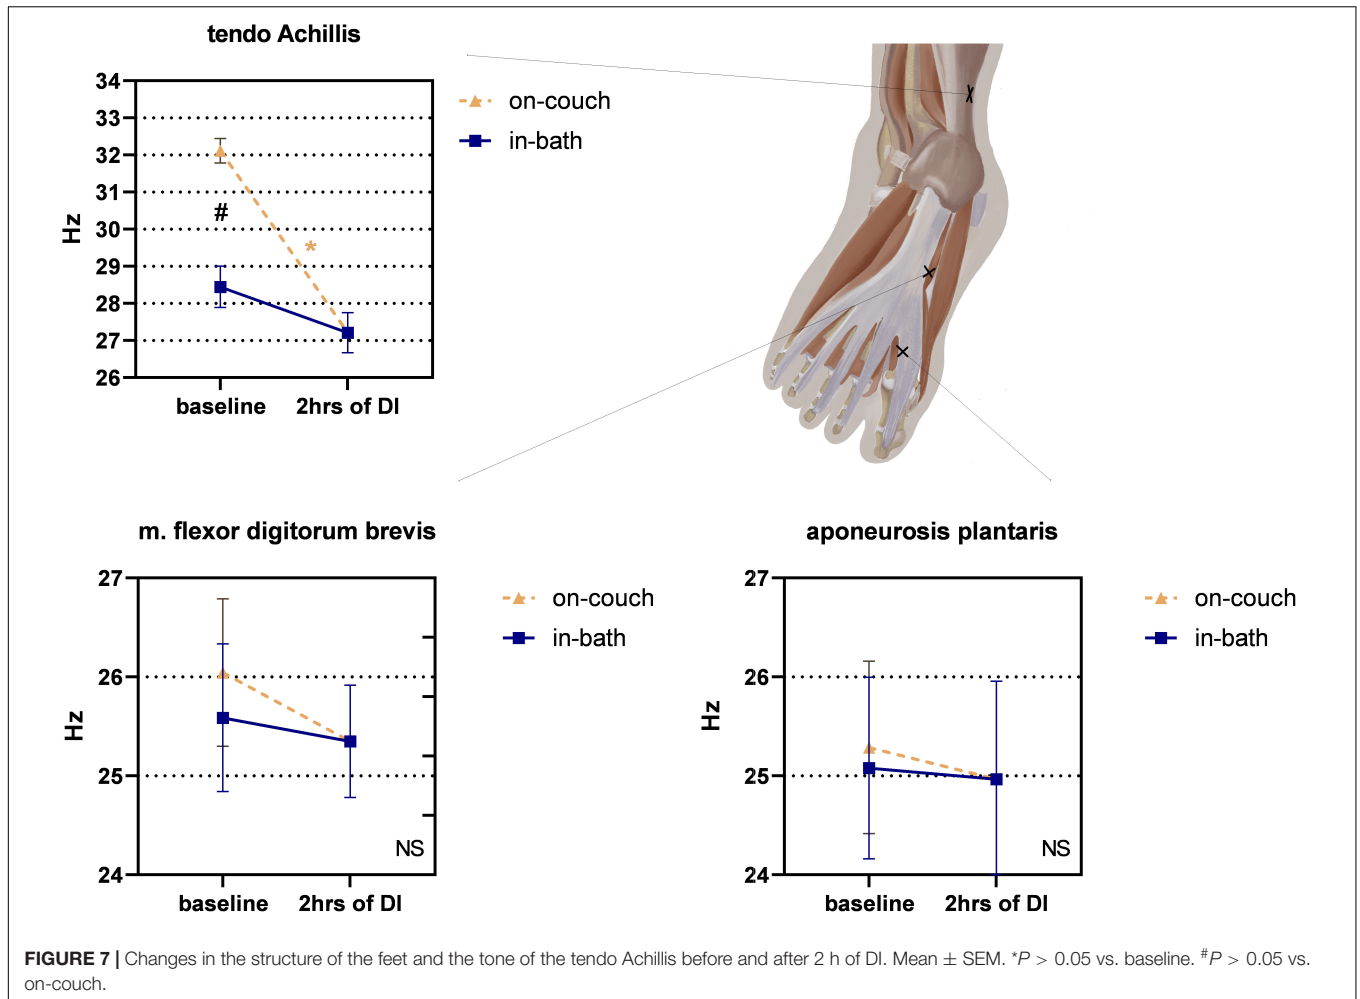 tendo Achillis
34
33
32
31
30
29
28
27
26
Hz
#
*
baseline
2hrs of DI
on-couch
in-bath
m. flexor digitorum brevis
27
26
25
24
Hz
NS
baseline
2hrs of DI
on-couch
in-bath
aponeurosis plantaris
27
26
25
24
Hz
NS
baseline
2hrs of DI
on-couch
in-bath
FIGURE 7 | Changes in the structure of the feet and the tone of the tendo Achillis before and after 2 h of DI. Mean ± SEM. *P > 0.05 vs. baseline. #P > 0.05 vs.
on-couch.